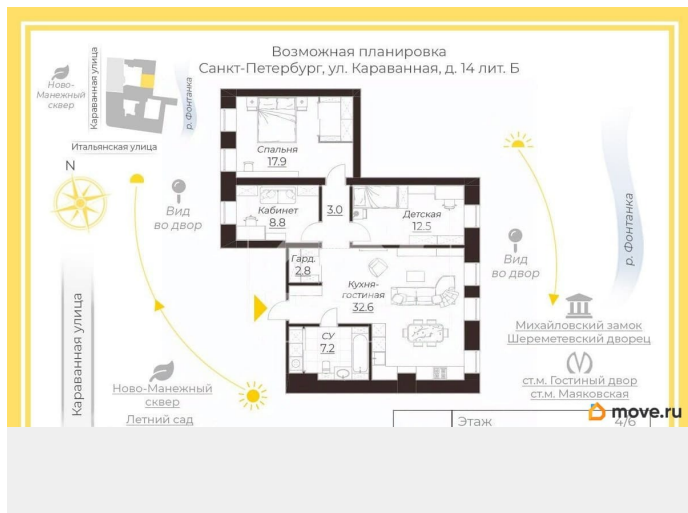 Возможная планировка
Санкт-Петербург, ул. Караванная, д. 14 лит. Б
Ново-
Манежный
сквер
Караванная улица
р. Фонтанка
Итальянская улица
N
Вид
во двор
Спальня
17.9
Кабинет
8.8
3.0
Детская
12.5
Гард.
2.8
Кухня-
гостиная
32.6
СУ
7.2
Вид
во двор
р. Фонтанка
Караванная улица
Ново-Манежный
сквер
Летний сад
Михайловский замок
Шереметевский дворец
ст.м. Гостиный двор
ст.м. Маяковская
move.ru
Этаж 4/6